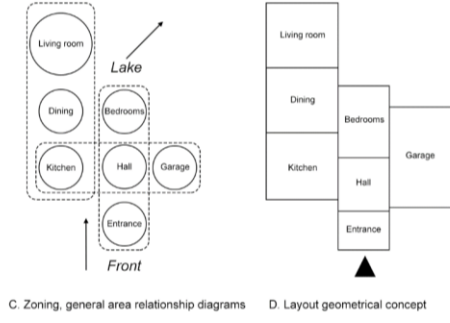 Living room
Lake
Dining
Bedrooms
Kitchen
Hall
Garage
Entrance
Front
C. Zoning, general area relationship diagrams
Living room
Dining
Bedrooms
Kitchen
Garage
Hall
Entrance
D. Layout geometrical concept